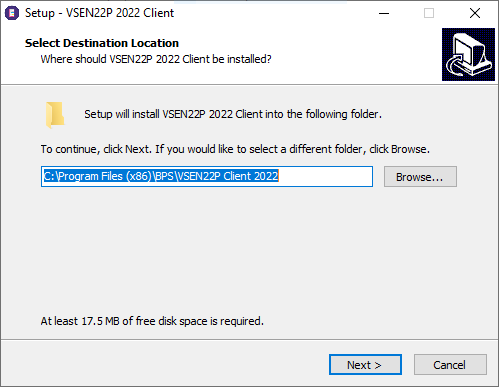 Setup - VSEN22P 2022 Client
Select Destination Location
Where should VSEN22P 2022 Client be installed?
Setup will install VSEN22P 2022 Client into the following folder.
To continue, click Next. If you would like to select a different folder, click Browse.
C:\Program Files (x86)\BPS\VSEN22P Client 2022
Browse...
At least 17.5 MB of free disk space is required.
Next >
Cancel